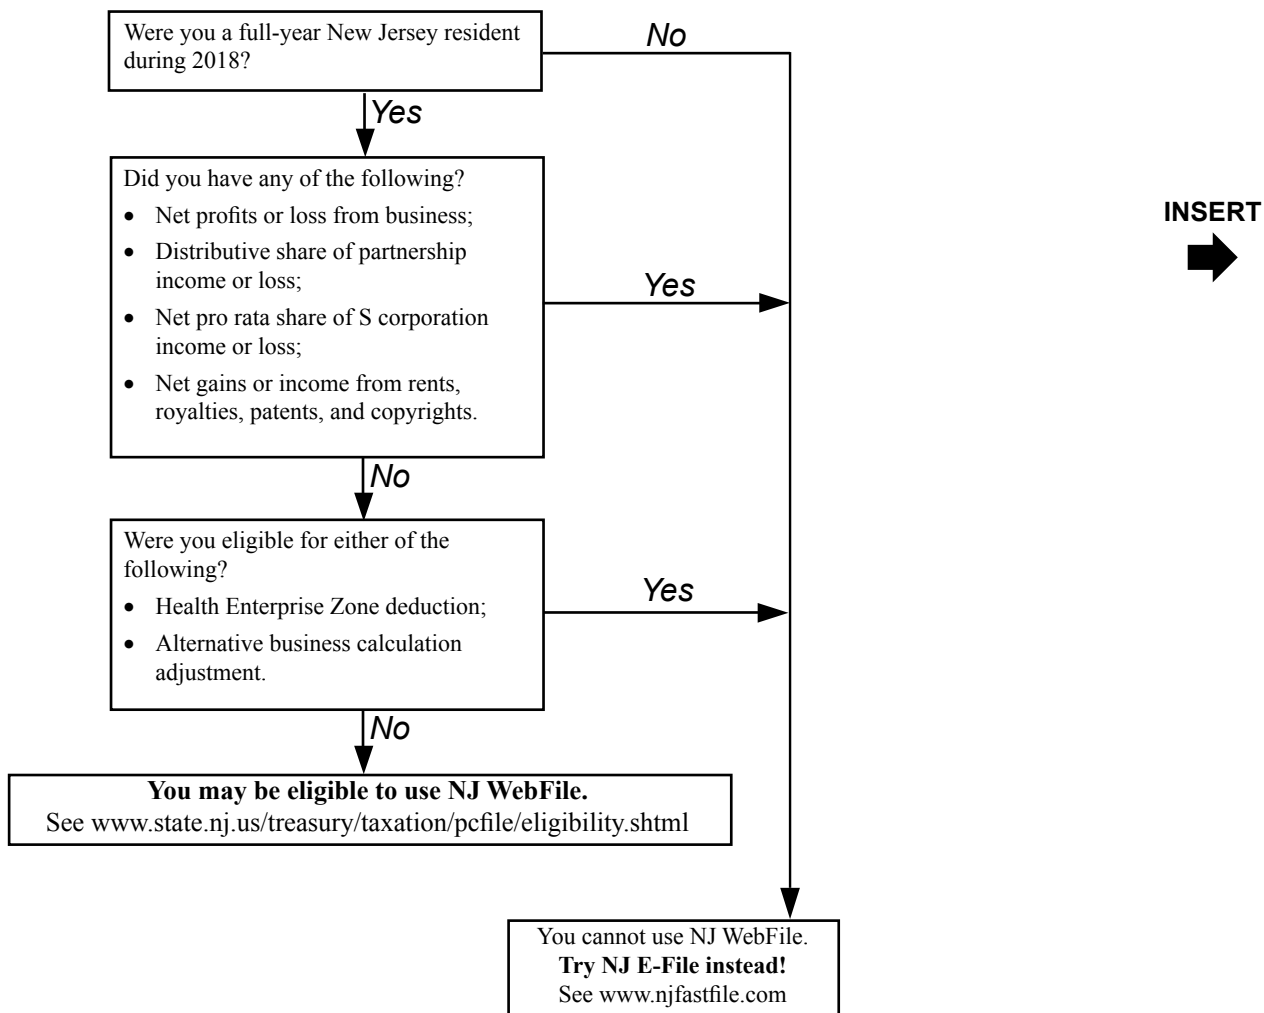 Were you a full-year New Jersey resident
during 2018?
No
Yes
Did you have any of the following?
• Net profits or loss from business;
• Distributive share of partnership
income or loss;
• Net pro rata share of S corporation
income or loss;
• Net gains or income from rents,
royalties, patents, and copyrights.
Yes
INSERT
No
Were you eligible for either of the
following?
• Health Enterprise Zone deduction;
• Alternative business calculation
adjustment.
Yes
No
You may be eligible to use NJ WebFile.
See www.state.nj.us/treasury/taxation/pcfile/eligibility.shtml
You cannot use NJ WebFile.
Try NJ E-File instead!
See www.njfastfile.com